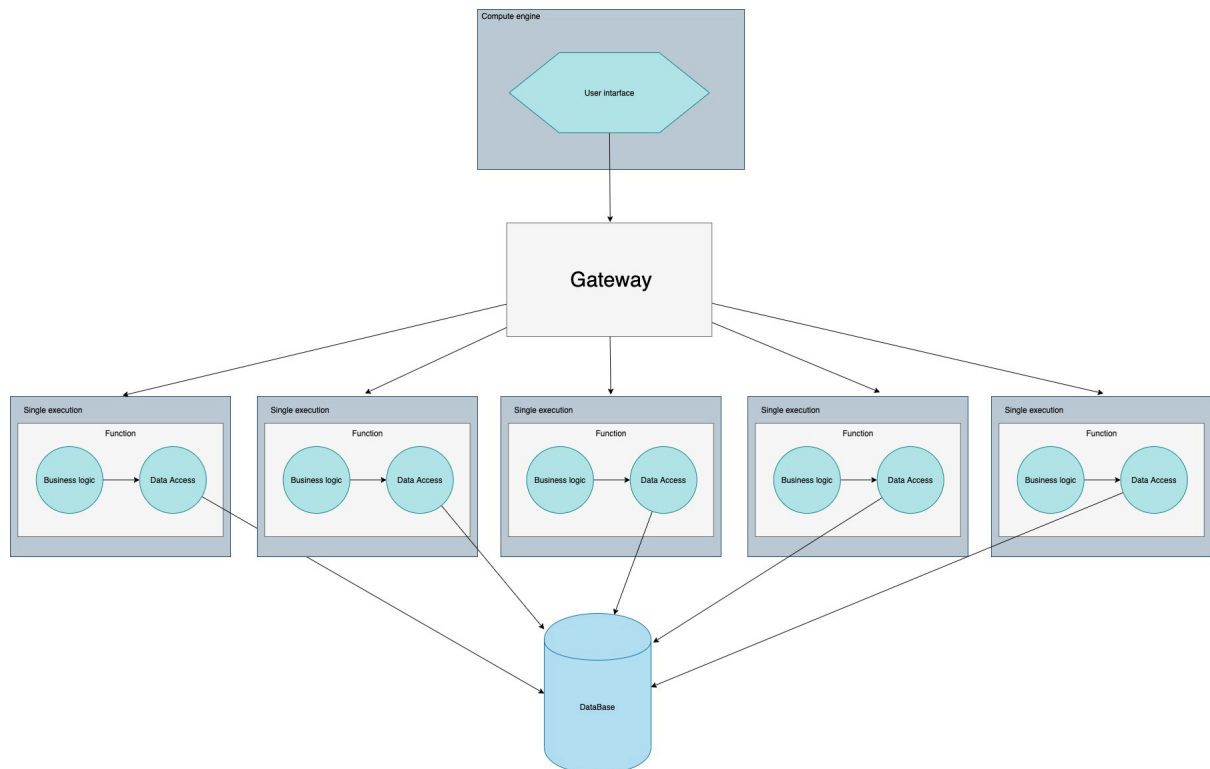 Compute engine
User intarface
Gateway
Single execution
Function
Business logic
Data Access
Single execution
Function
Business logic
Data Access
Single execution
Function
Business logic
Data Access
Single execution
Function
Business logic
Data Access
Single execution
Function
Business logic
Data Access
DataBase